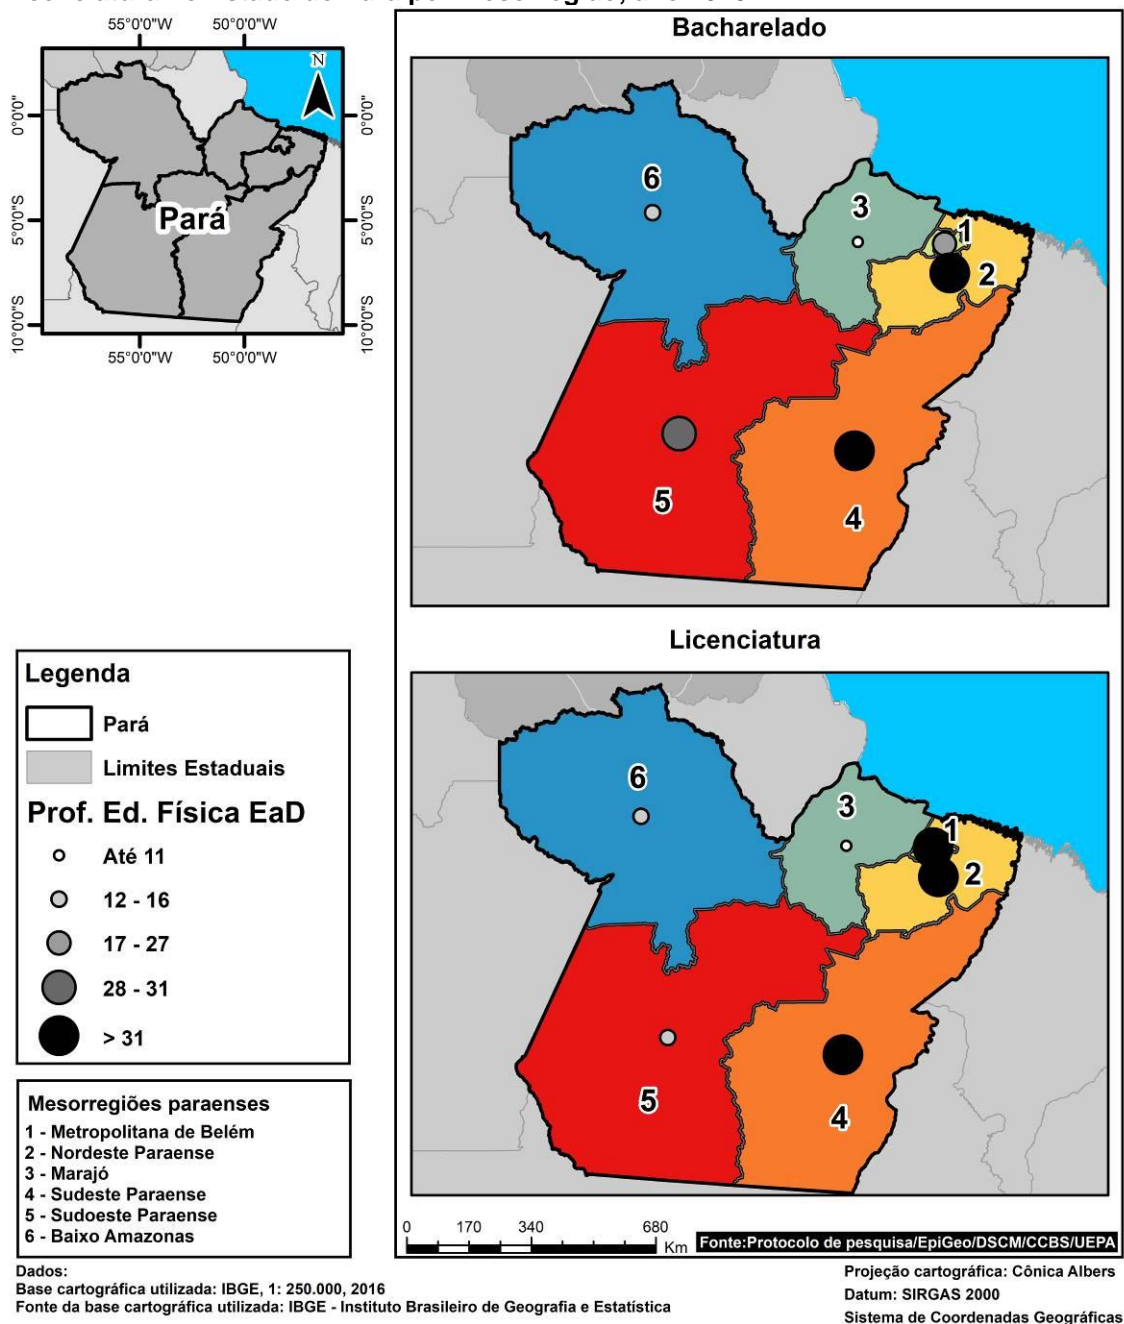 Bacharelado
55°0'0"W 50°0'0"W
N
0°0'0" 0°0'0"
5°0'0"S 5°0'0"S
10°0'0"S 10°0'0"S
Pará
55°0'0"W 50°0'0"W
6
3
1
2
5
4
Licenciatura
6
3
1
2
5
4
Legenda
Pará
Limites Estaduais
Prof. Ed. Física EaD
Até 11
12 - 16
17 - 27
28 - 31
> 31
Mesorregiões paraenses
1 - Metropolitana de Belém
2 - Nordeste Paraense
3 - Marajó
4 - Sudeste Paraense
5 - Sudoeste Paraense
6 - Baixo Amazonas
0 170 340 680
Km
Fonte:Protocolo de pesquisa/EpiGeo/DSCM/CCBS/UEPA
Dados:
Base cartográfica utilizada: IBGE, 1: 250.000, 2016
Fonte da base cartográfica utilizada: IBGE - Instituto Brasileiro de Geografia e Estatística
Projeção cartográfica: Cônica Albers
Datum: SIRGAS 2000
Sistema de Coordenadas Geográficas